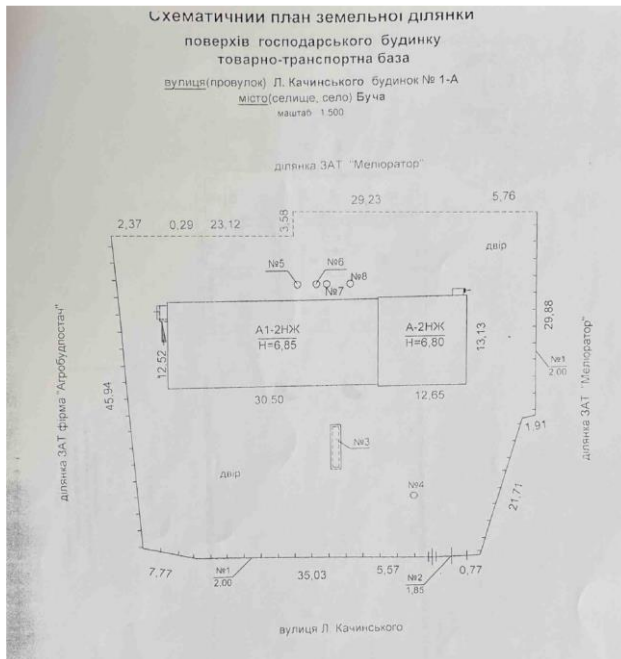 Схематичний план земельної ділянки
поверхів господарського будинку
товарно-транспортна база
вулиця(провулок) Л. Качинського будинок № 1-А
місто(селище, село) Буча
маштаб 1:500
ділянка ЗАТ "Меліоратор"
29,23
5,76
2,37
0,29
23,12
3,58
двір
№5
№6
№7
№8
А1-2НЖ
Н=6,85
А-2НЖ
Н=6,80
12,52
13,13
29,88
№1
2,00
30,50
12,65
45,94
ділянка ЗАТ фірма "Агробудпостач"
ділянка ЗАТ "Меліоратор"
1,91
№3
двір
№4
21,71
7,77
№1
2,00
35,03
5,57
№2
1,85
0,77
вулиця Л. Качинського